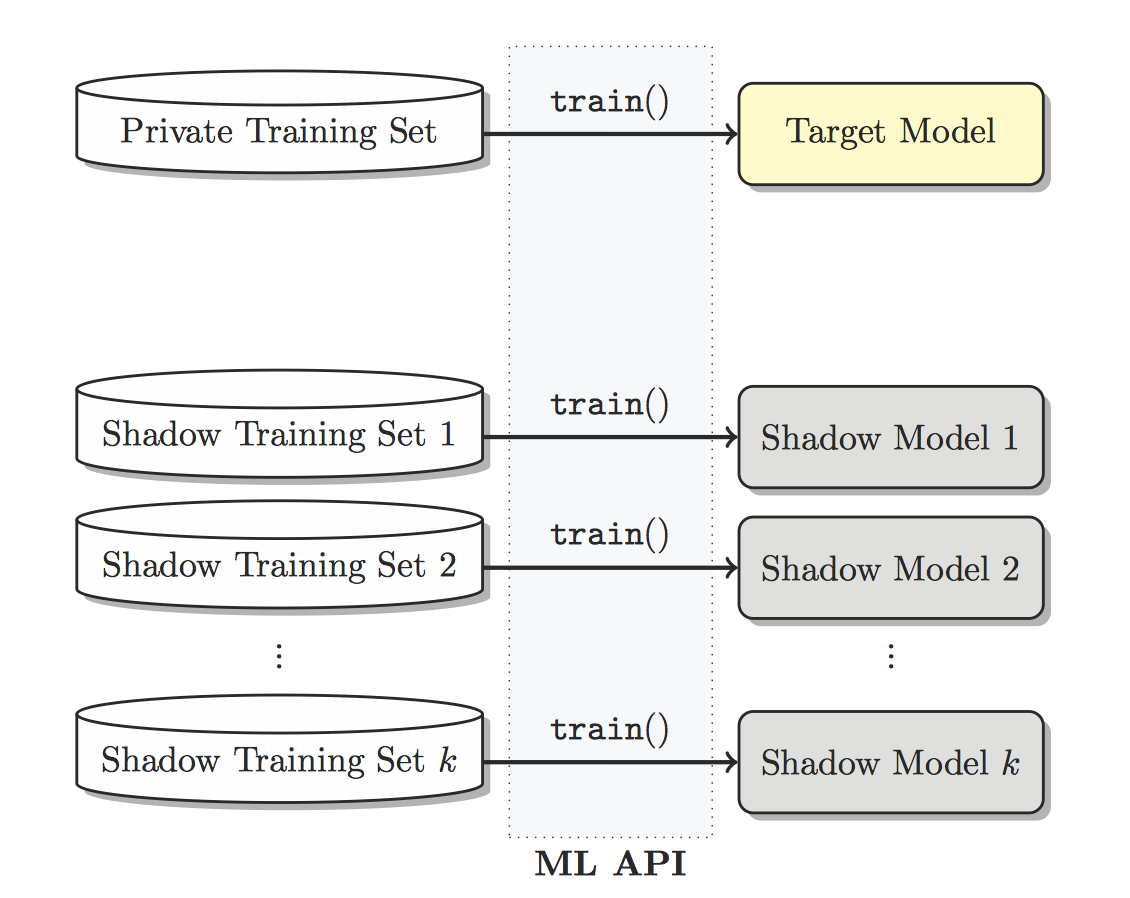 Private Training Set
train()
Target Model
Shadow Training Set 1
train()
Shadow Model 1
Shadow Training Set 2
train()
Shadow Model 2
⋮
⋮
Shadow Training Set k
train()
Shadow Model k
ML API